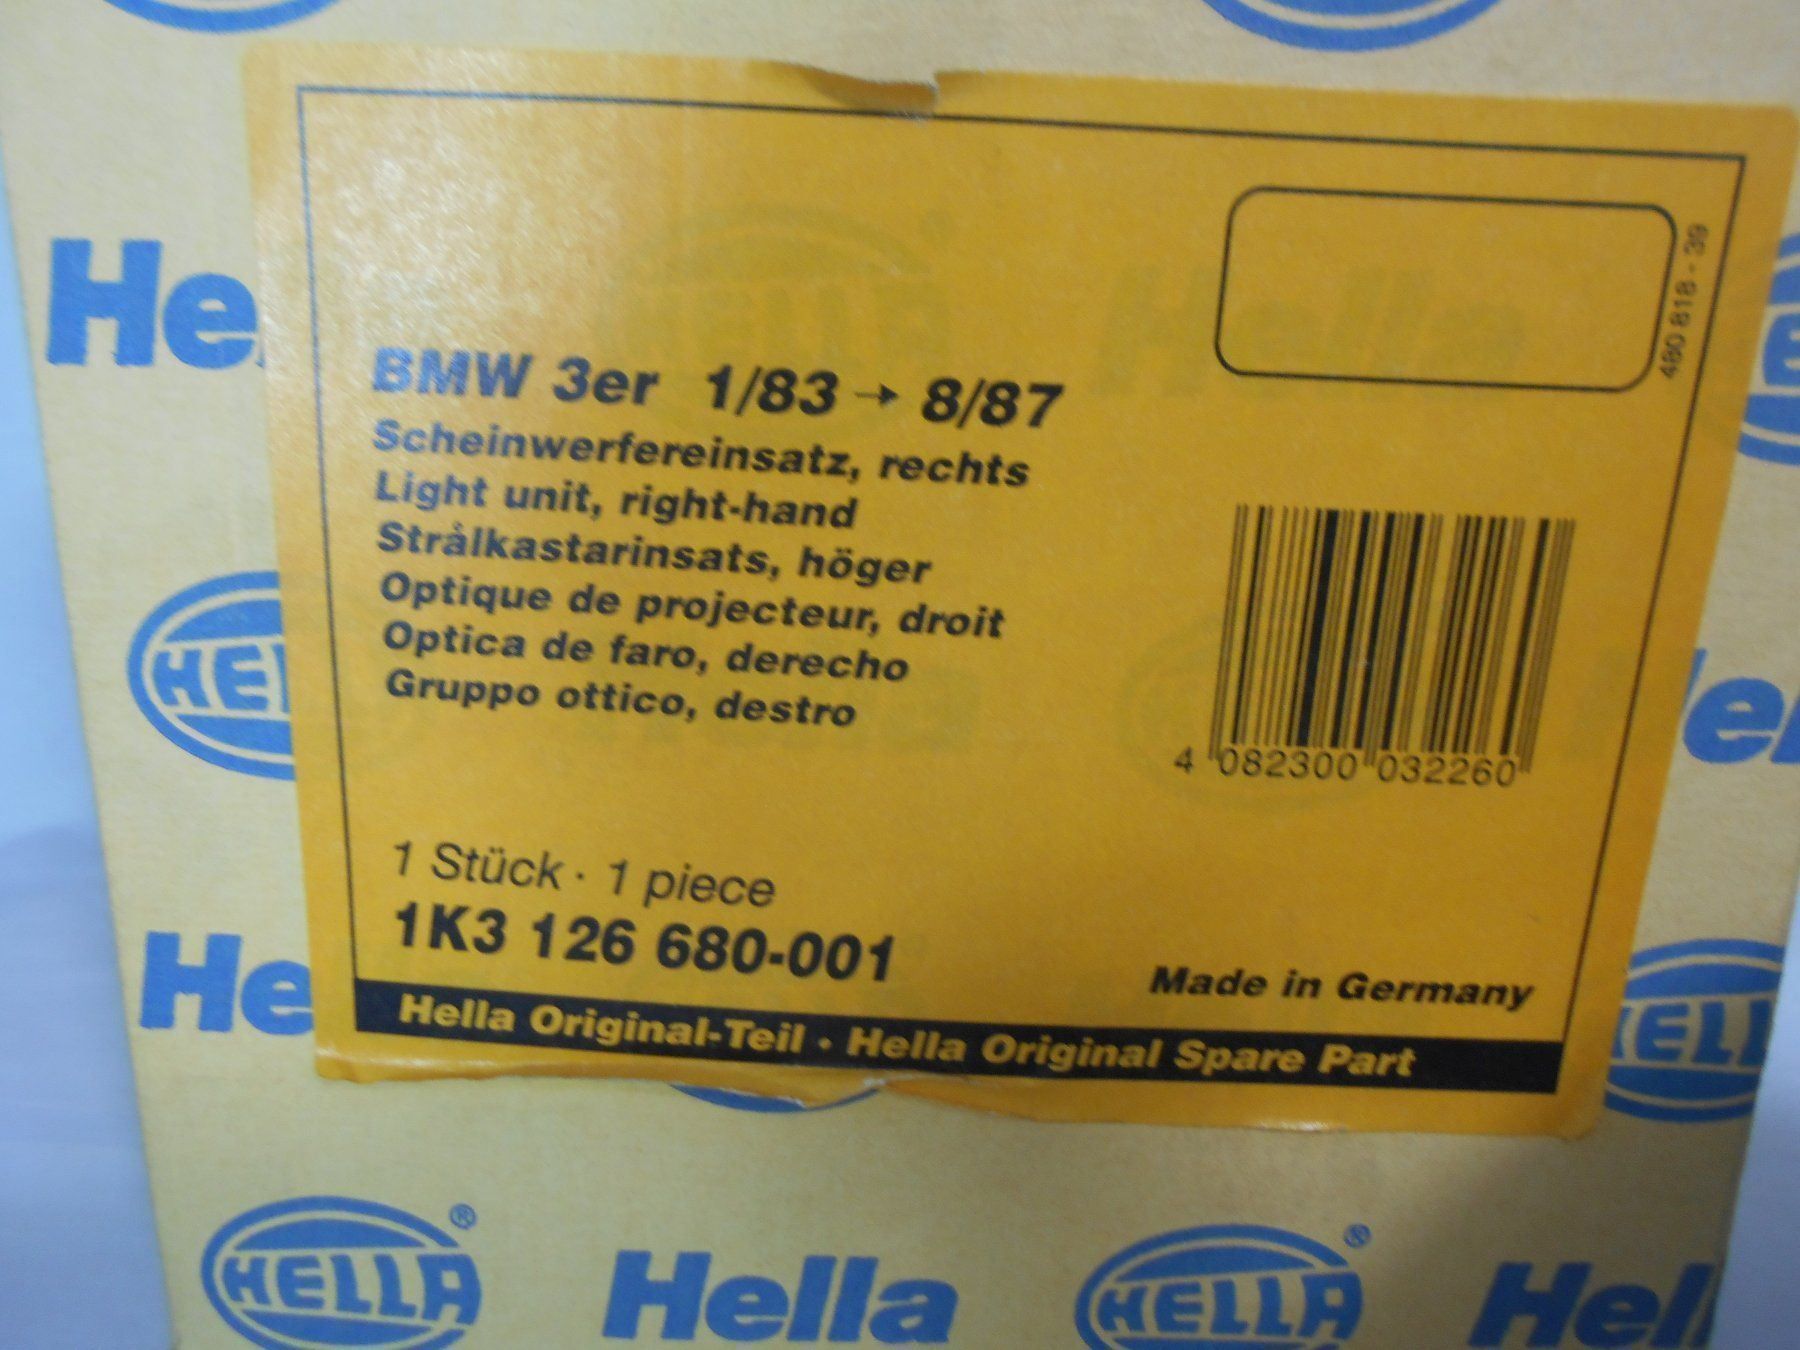 HELLA
BMW 3er 1/83 → 8/87
Scheinwerfereinsatz, rechts
Light unit, right-hand
Strålkastarinsats, höger
Optique de projecteur, droit
Optica de faro, derecho
Gruppo ottico, destro
480 818 - 39
4 082300 032260
1 Stück · 1 piece
1K3 126 680-001
Made in Germany
Hella Original-Teil · Hella Original Spare Part
HELLA® Hella HELLA® Hella